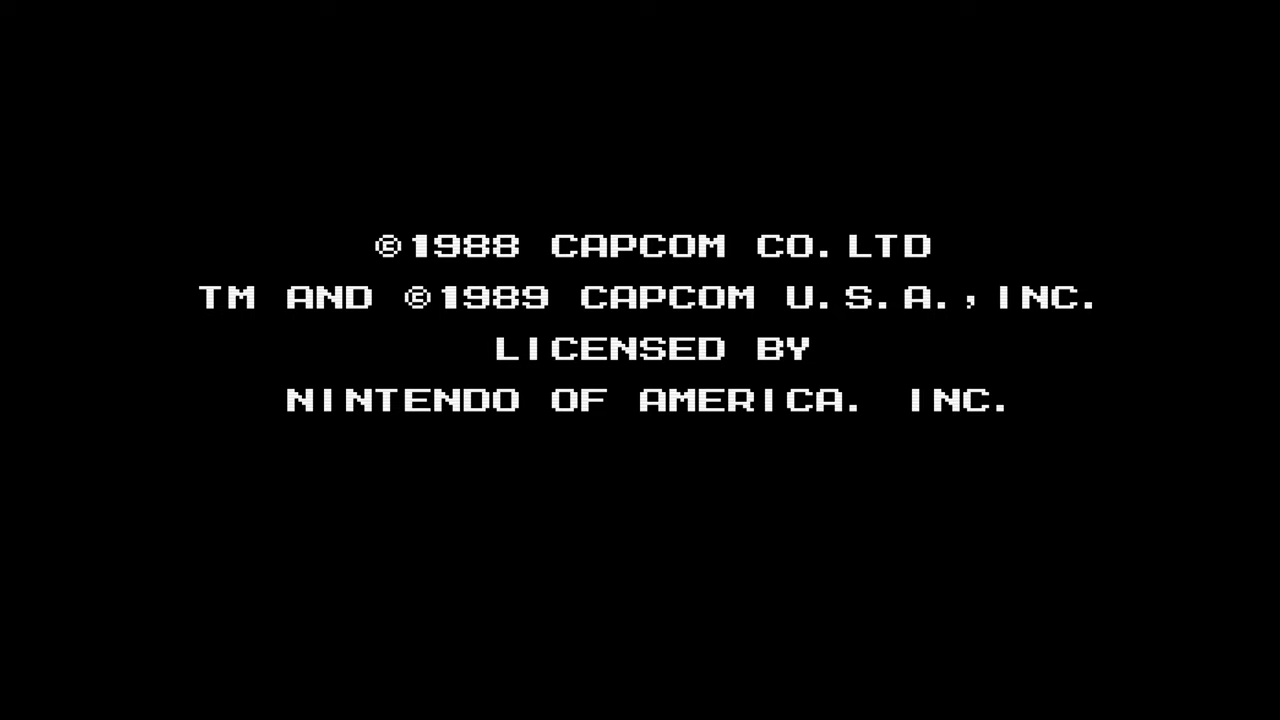 ©1988 CAPCOM CO.LTD
TM AND ©1989 CAPCOM U.S.A.,INC.
LICENSED BY
NINTENDO OF AMERICA. INC.